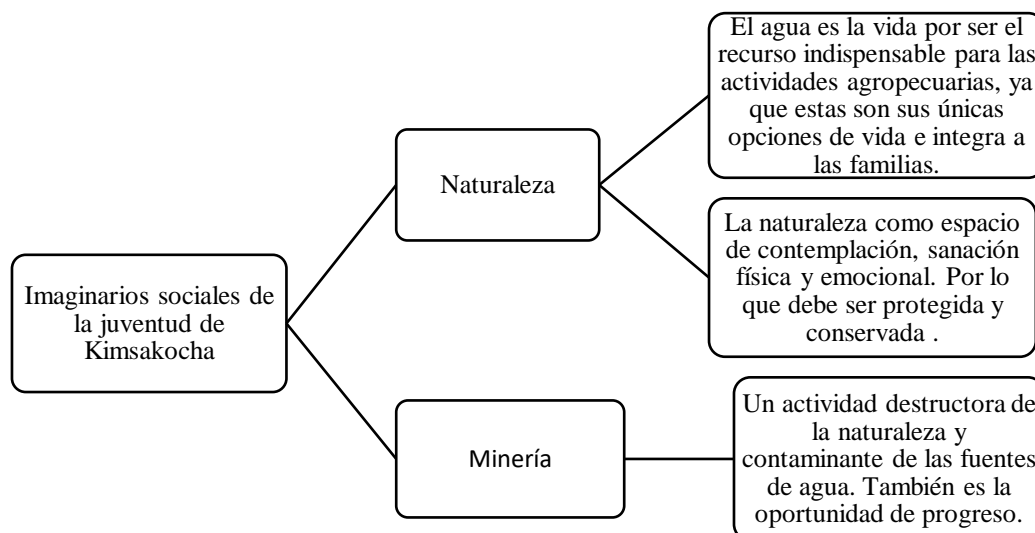 Imaginarios sociales de
la juventud de
Kimsakocha
Naturaleza
El agua es la vida por ser el
recurso indispensable para las
actividades agropecuarias, ya
que estas son sus únicas
opciones de vida e integra a
las familias.
La naturaleza como espacio
de contemplación, sanación
física y emocional. Por lo
que debe ser protegida y
conservada .
Minería
Un actividad destructora de
la naturaleza y
contaminante de las fuentes
de agua. También es la
oportunidad de progreso.